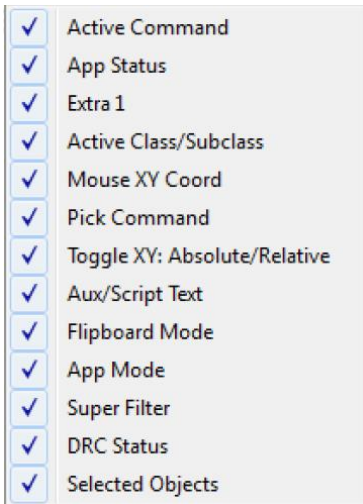 Active Command
App Status
Extra 1
Active Class/Subclass
Mouse XY Coord
Pick Command
Toggle XY: Absolute/Relative
Aux/Script Text
Flipboard Mode
App Mode
Super Filter
DRC Status
Selected Objects